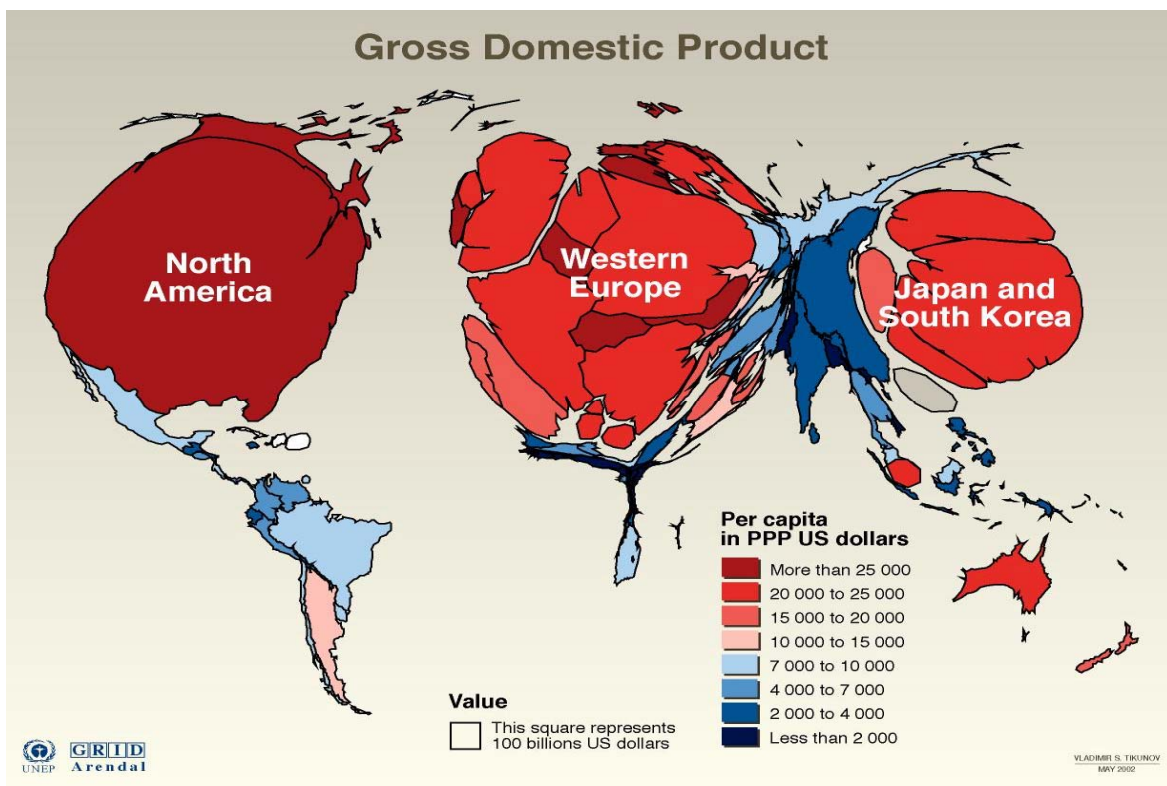 Gross Domestic Product
North
America
Western
Europe
Japan and
South Korea
Per capita
in PPP US dollars
More than 25 000
20 000 to 25 000
15 000 to 20 000
10 000 to 15 000
7 000 to 10 000
4 000 to 7 000
2 000 to 4 000
Less than 2 000
Value
This square represents
100 billions US dollars
UNEP
GRID
Arendal
VLADIMIR S. TIKUNOV
MAY 2002